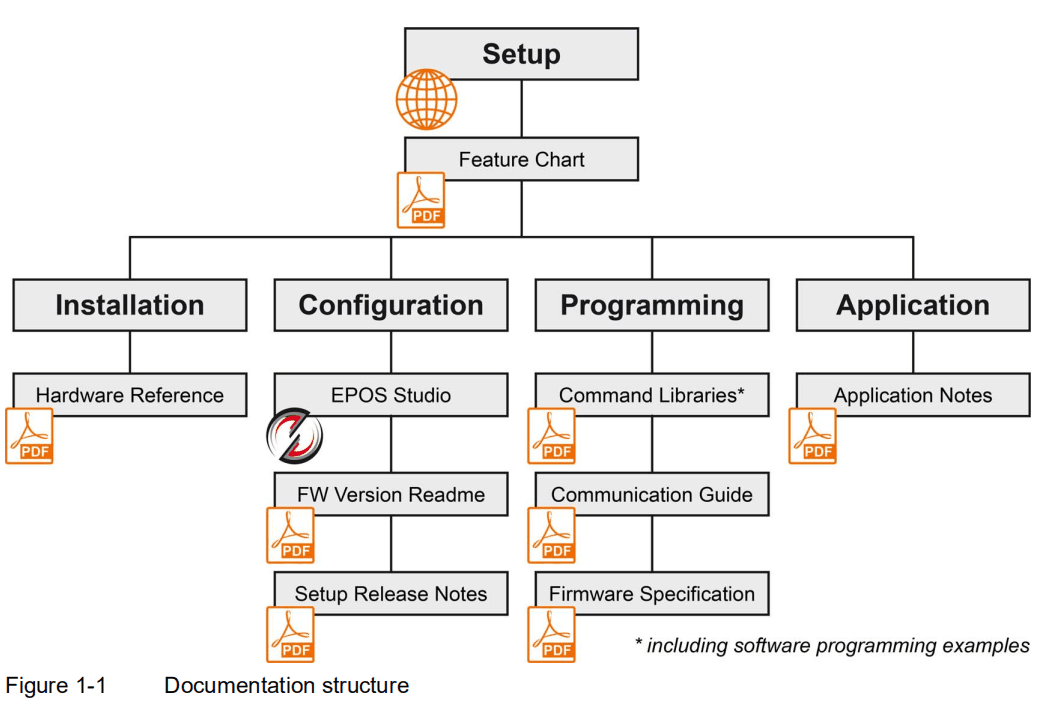 Setup
Feature Chart
PDF
Installation
Configuration
Programming
Application
Hardware Reference
EPOS Studio
Command Libraries*
Application Notes
PDF
PDF
PDF
FW Version Readme
Communication Guide
PDF
PDF
Setup Release Notes
Firmware Specification
PDF
PDF
* including software programming examples
Figure 1-1 Documentation structure